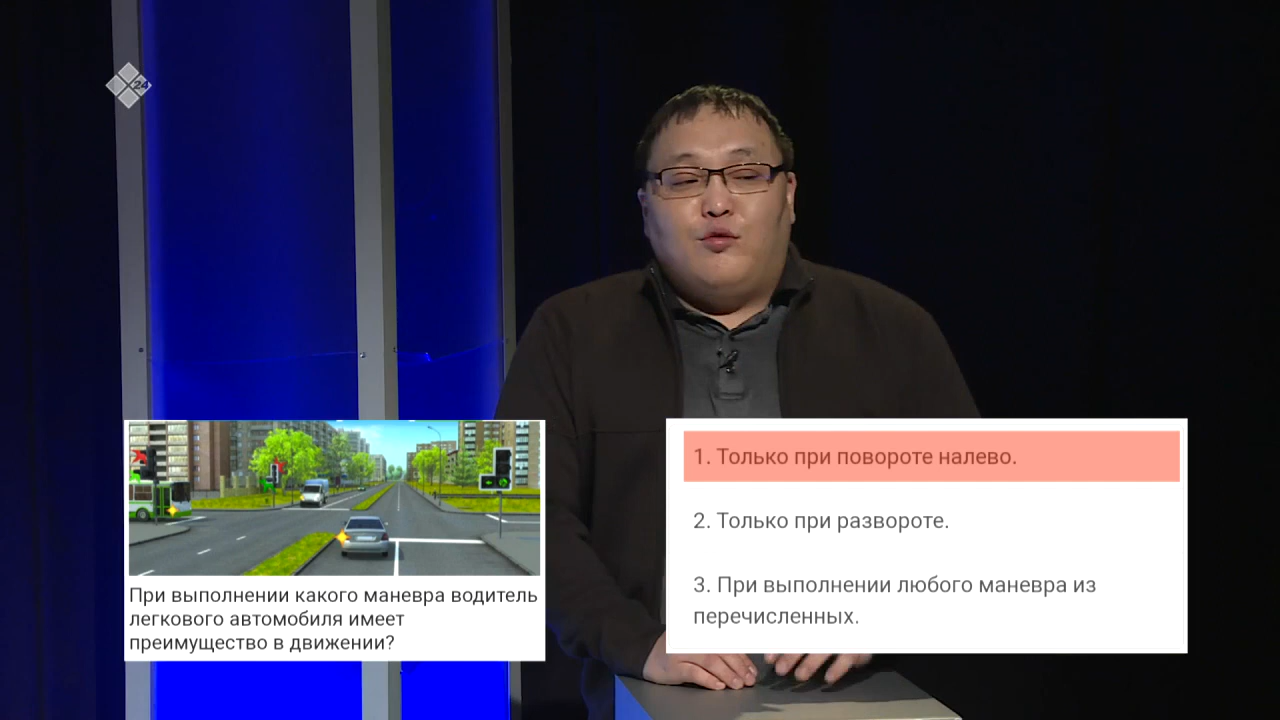 24
При выполнении какого маневра водитель
легкового автомобиля имеет
преимущество в движении?
1. Только при повороте налево.
2. Только при развороте.
3. При выполнении любого маневра из
перечисленных.